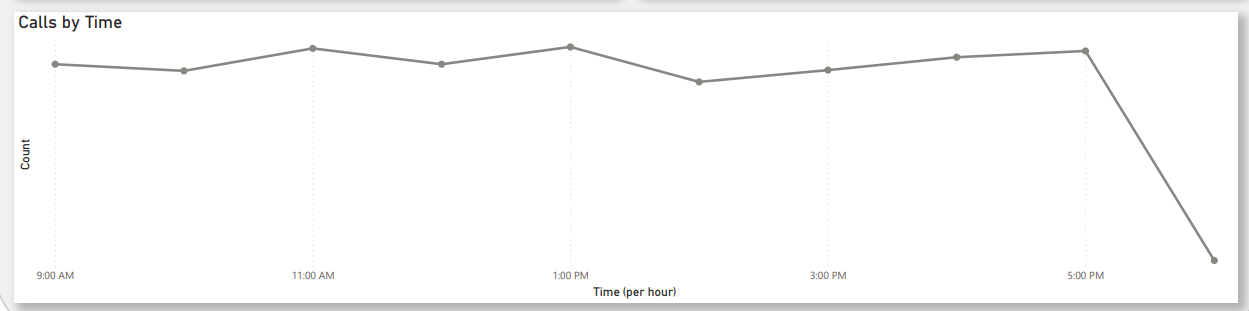 Calls by Time
Count
9:00 AM
11:00 AM
1:00 PM
3:00 PM
5:00 PM
Time (per hour)